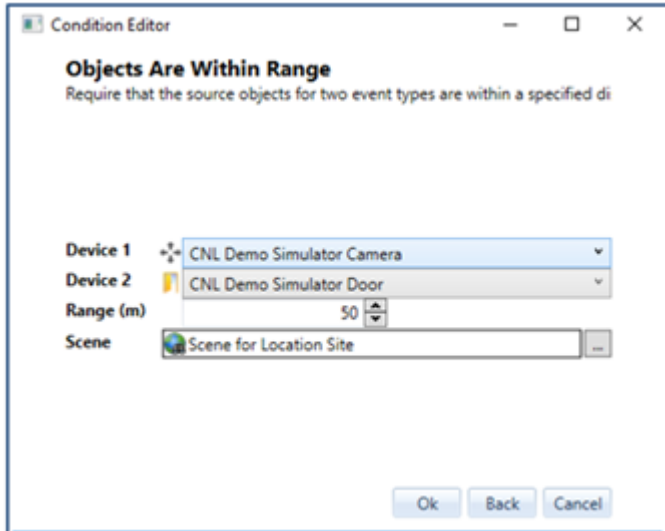 Condition Editor
Objects Are Within Range
Require that the source objects for two event types are within a specified di
Device 1 CNL Demo Simulator Camera
Device 2 CNL Demo Simulator Door
Range (m) 50
Scene Scene for Location Site ...
Ok Back Cancel